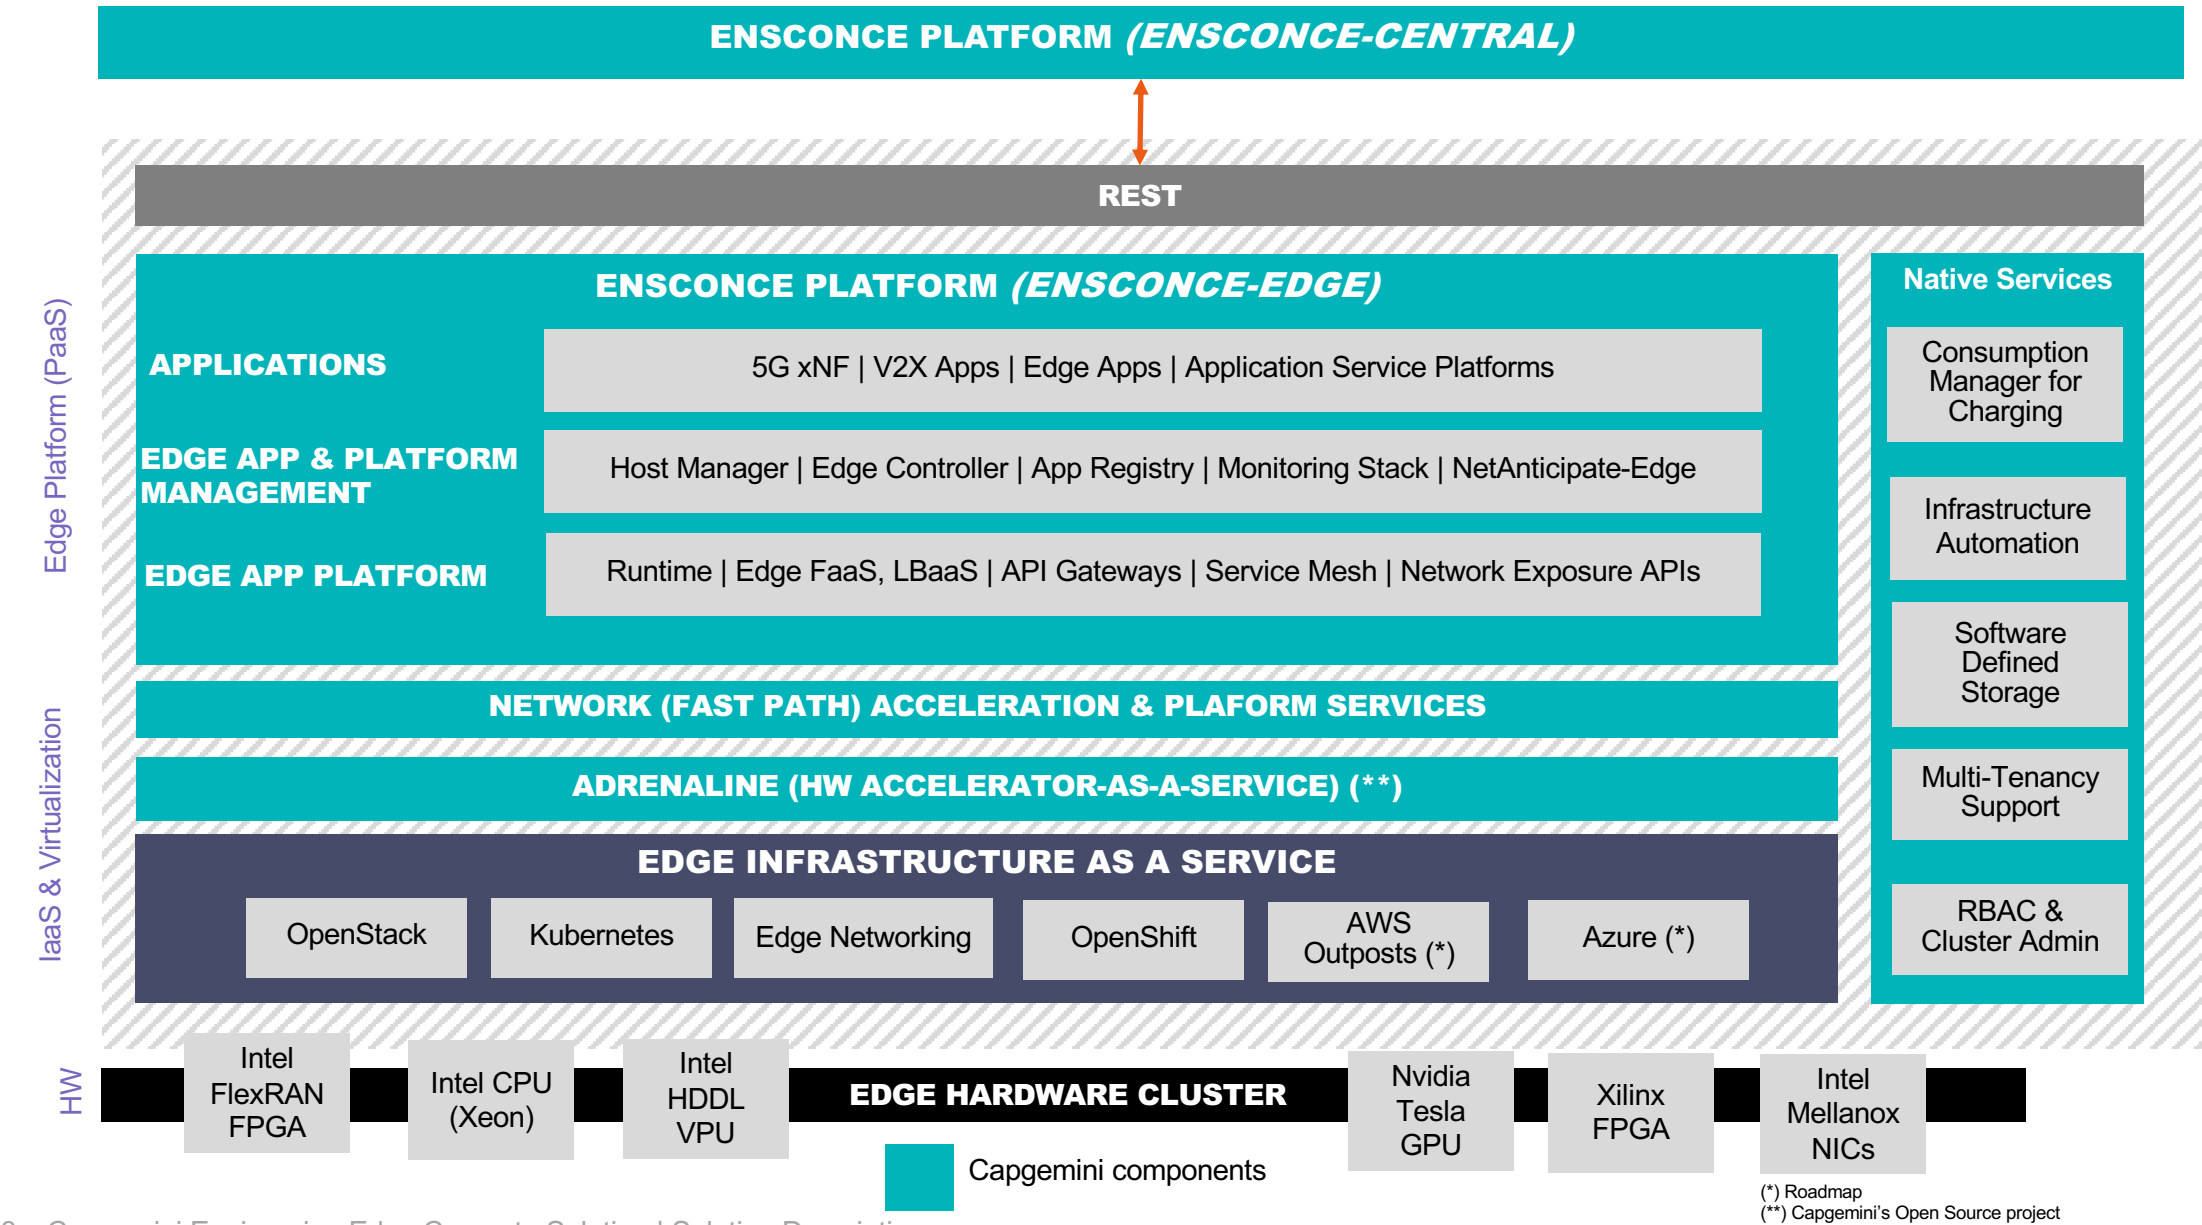 ENSCONCE PLATFORM (ENSCONCE-CENTRAL)
REST
ENSCONCE PLATFORM (ENSCONCE-EDGE)
APPLICATIONS
5G xNF | V2X Apps | Edge Apps | Application Service Platforms
EDGE APP & PLATFORM
MANAGEMENT
Host Manager | Edge Controller | App Registry | Monitoring Stack | NetAnticipate-Edge
EDGE APP PLATFORM
Runtime | Edge FaaS, LBaaS | API Gateways | Service Mesh | Network Exposure APIs
Native Services
Consumption
Manager for
Charging
Infrastructure
Automation
Software
Defined
Storage
Multi-Tenancy
Support
RBAC &
Cluster Admin
Edge Platform (PaaS)
NETWORK (FAST PATH) ACCELERATION & PLAFORM SERVICES
ADRENALINE (HW ACCELERATOR-AS-A-SERVICE) (**)
EDGE INFRASTRUCTURE AS A SERVICE
OpenStack
Kubernetes
Edge Networking
OpenShift
AWS
Outposts (*)
Azure (*)
IaaS & Virtualization
HW
Intel
FlexRAN
FPGA
Intel CPU
(Xeon)
Intel
HDDL
VPU
EDGE HARDWARE CLUSTER
Nvidia
Tesla
GPU
Xilinx
FPGA
Intel
Mellanox
NICs
Capgemini components
(*) Roadmap
(**) Capgemini's Open Source project